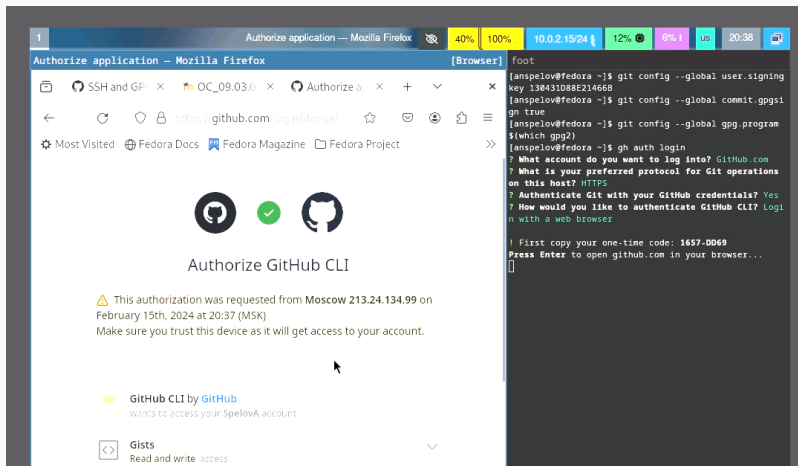 1 Authorize application — Mozilla Firefox 40% 100% 10.0.2.15/24 12% 6% us 20:38
Authorize application — Mozilla Firefox [Browser]
SSH and GP × OC_09.03.0 × Authorize a × +
https://github.com/login/device/.
Most Visited Fedora Docs Fedora Magazine Fedora Project
Authorize GitHub CLI
This authorization was requested from Moscow 213.24.134.99 on
February 15th, 2024 at 20:37 (MSK)
Make sure you trust this device as it will get access to your account.
GitHub CLI by GitHub
wants to access your SpelovA account
Gists
Read and write access
foot
[anspelov@fedora ~]$ git config --global user.signing
key 130431D88E214668
[anspelov@fedora ~]$ git config --global commit.gpgsi
gn true
[anspelov@fedora ~]$ git config --global gpg.program
$(which gpg2)
[anspelov@fedora ~]$ gh auth login
? What account do you want to log into? GitHub.com
? What is your preferred protocol for Git operations
on this host? HTTPS
? Authenticate Git with your GitHub credentials? Yes
? How would you like to authenticate GitHub CLI? Logi
n with a web browser
! First copy your one-time code: 1657-DD69
Press Enter to open github.com in your browser...